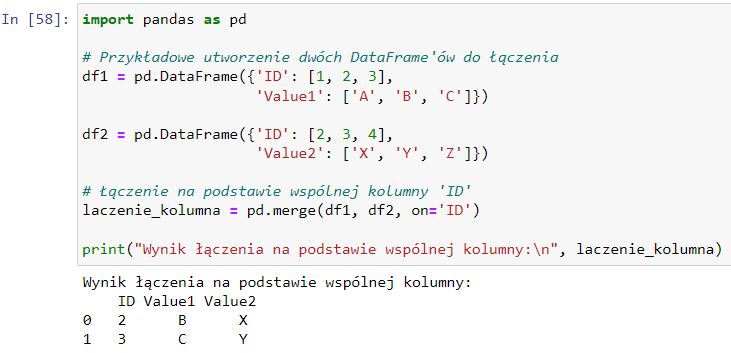 In [58]: import pandas as pd
# Przykładowe utworzenie dwóch DataFrame'ów do łączenia
df1 = pd.DataFrame({'ID': [1, 2, 3],
                    'Value1': ['A', 'B', 'C']})
df2 = pd.DataFrame({'ID': [2, 3, 4],
                    'Value2': ['X', 'Y', 'Z']})
# Łączenie na podstawie wspólnej kolumny 'ID'
laczenie_kolumna = pd.merge(df1, df2, on='ID')
print("Wynik łączenia na podstawie wspólnej kolumny:\n", laczenie_kolumna)
Wynik łączenia na podstawie wspólnej kolumny:
    ID Value1 Value2
0   2      B      X
1   3      C      Y